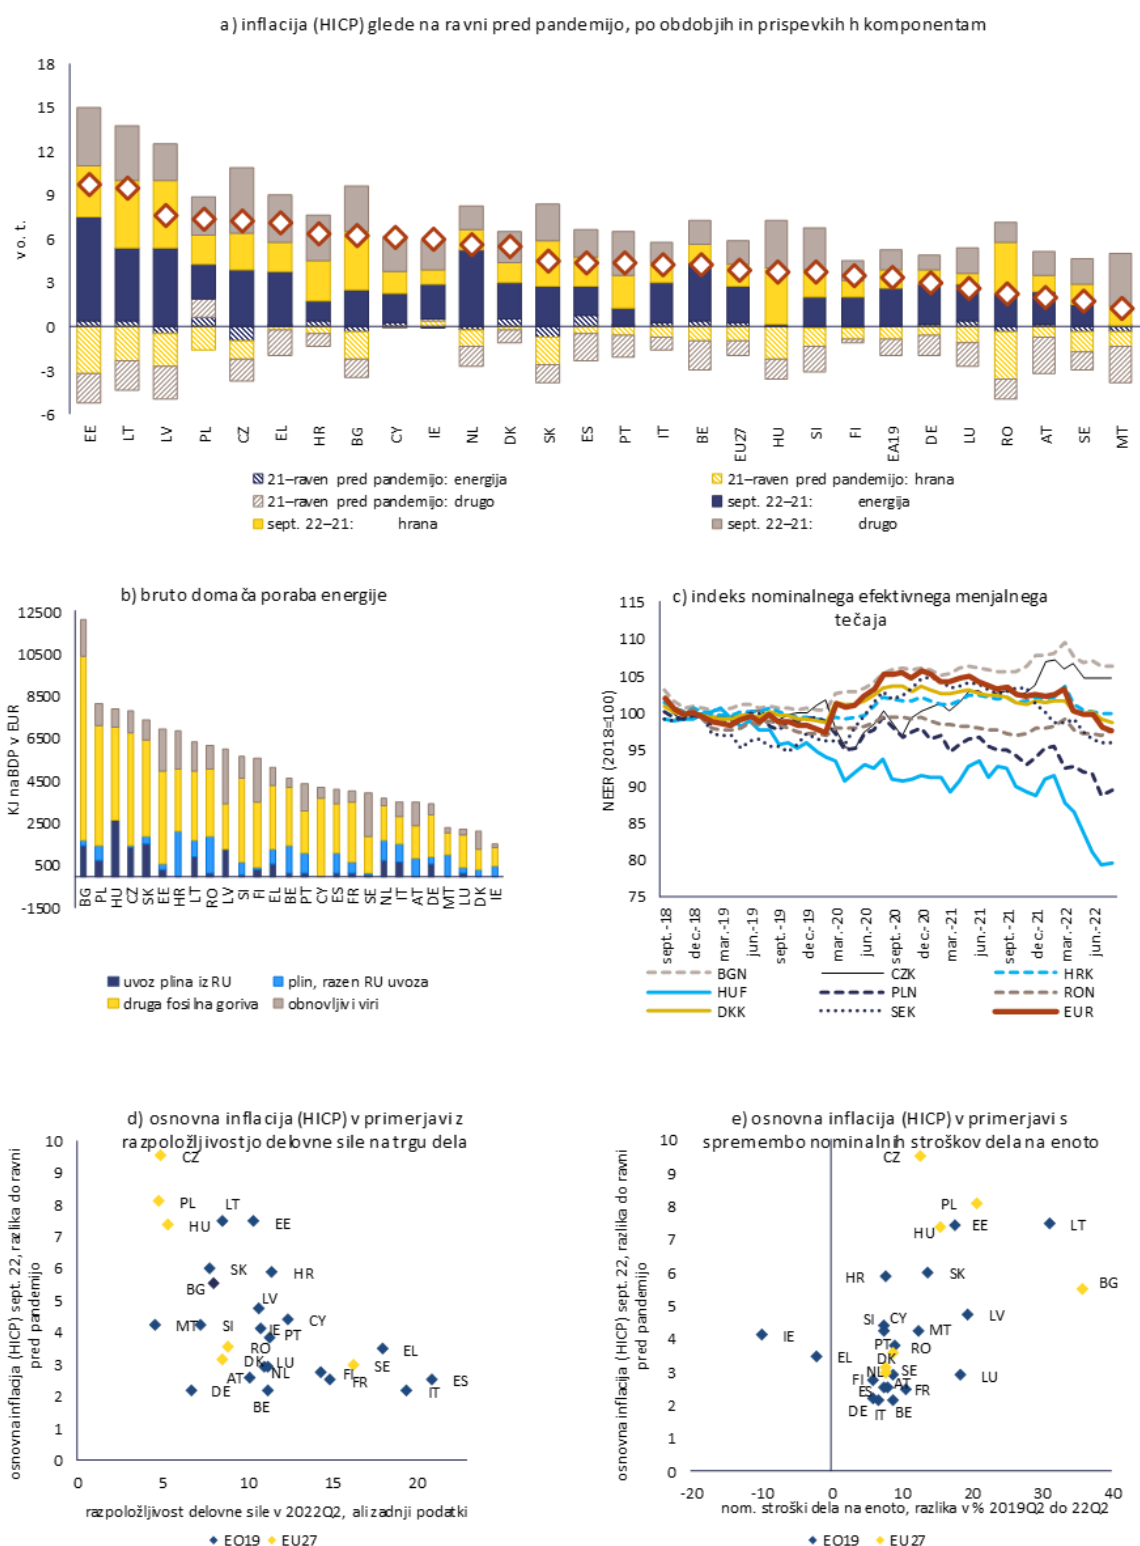 a) inflacija (HICP) glede na ravni pred pandemijo, po obdobjih in prispevkih h komponentam
v o. t.
18
15
12
9
6
3
0
-3
-6
EE LT LV PL CZ EL HR BG CY IE NL DK SK ES PT IT BE EU27 HU SI FI EA19 DE LU RO AT SE MT
21–raven pred pandemijo: energija
21–raven pred pandemijo: hrana
21–raven pred pandemijo: drugo
sept. 22–21: energija
sept. 22–21: hrana
sept. 22–21: drugo
b) bruto domača poraba energije
KJ na BDP v EUR
12500
10500
8500
6500
4500
2500
500
-1500
BG PL HU CZ SK EE HR LT RO LV SI FI EL BE PT CY ES FR SE NL IT AT DE MT LU DK IE
uvoz plina iz RU
plin, razen RU uvoza
druga fosilna goriva
obnovljivi viri
c) indeks nominalnega efektivnega menjalnega
tečaja
NEER (2018=100)
115
110
105
100
95
90
85
80
75
sept.-18 dec.-18 mar.-19 jun.-19 sept.-19 dec.-19 mar.-20 jun.-20 sept.-20 dec.-20 mar.-21 jun.-21 sept.-21 dec.-21 mar.-22 jun.-22
BGN CZK HRK
HUF PLN RON
DKK SEK EUR
d) osnovna inflacija (HICP) v primerjavi z
razpoložljivostjo delovne sile na trgu dela
osnovna inflacija (HICP) sept. 22, razlika do ravni
pred pandemijo
10
9
8
7
6
5
4
3
2
1
0
CZ
PL LT
HU EE
SK HR
BG
LV
CY
MT SI IE PT
RO EL
DK LU SE
AT NL FI FR ES
DE IT
BE
0 5 10 15 20
razpoložljivost delovne sile v 2022Q2, ali zadnji podatki
EO19 EU27
e) osnovna inflacija (HICP) v primerjavi s
spremembo nominalnih stroškov dela na enoto
osnovna inflacija (HICP) sept. 22, razlika do ravni
pred pandemijo
10
9
8
7
6
5
4
3
2
1
0
CZ
PL
HU EE LT
HR SK BG
SI CY LV
IE MT
PT RO
EL DK
NL SE LU
FI AT
ES FR
DE IT BE
-20 -10 0 10 20 30 40
nom. stroški dela na enoto, razlika v % 2019Q2 do 22Q2
EO19 EU27